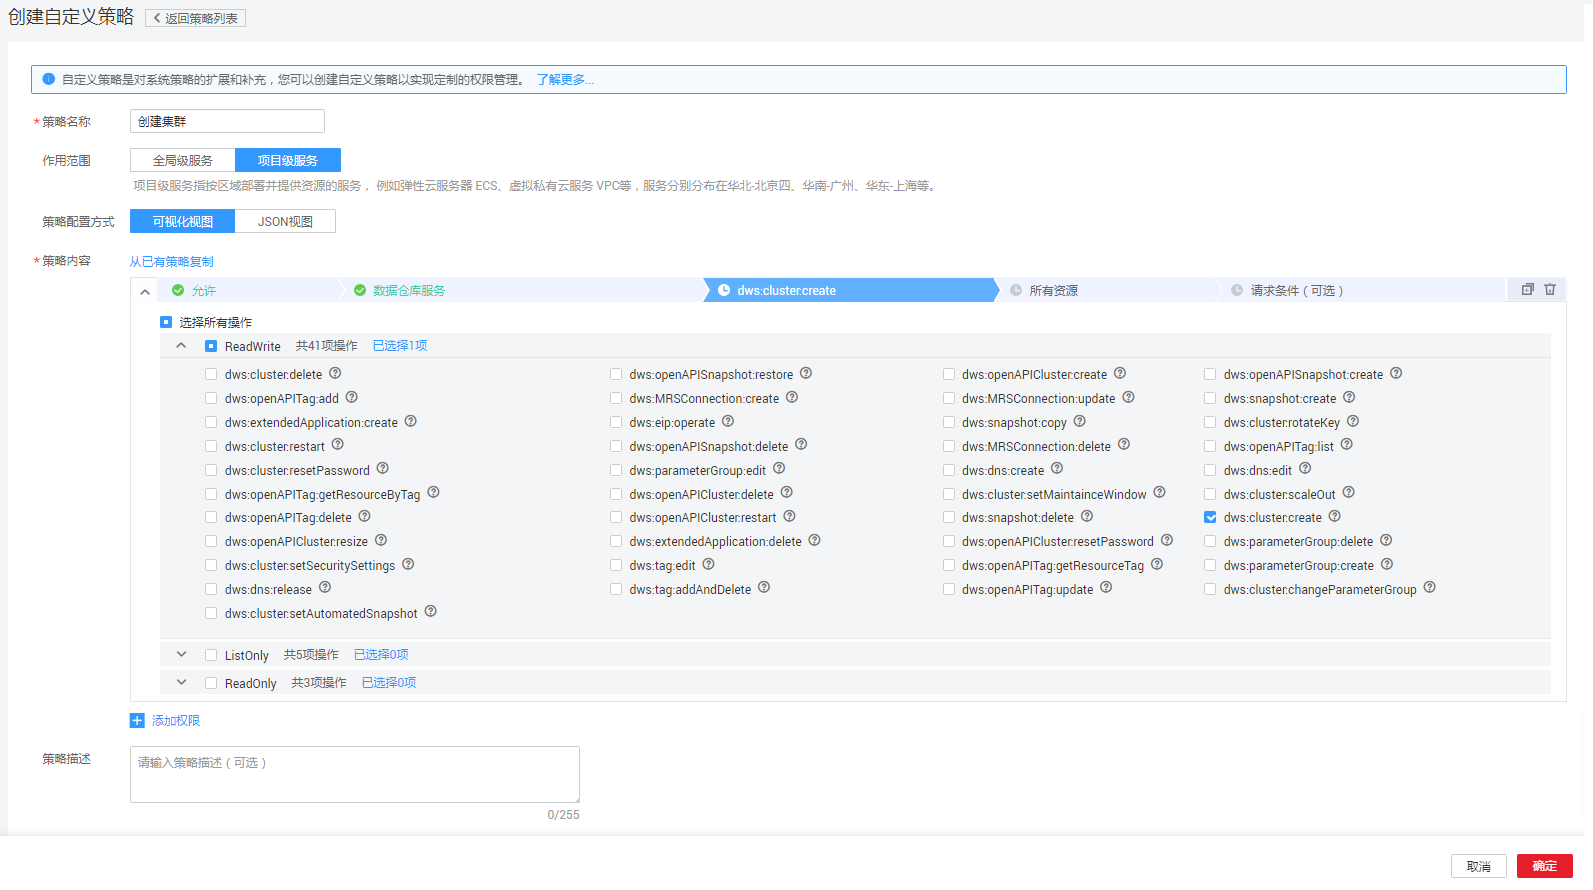 创建自定义策略 返回策略列表
自定义策略是对系统策略的扩展和补充，您可以创建自定义策略以实现定制的权限管理。 了解更多...
*策略名称 创建集群
作用范围 全局级服务 项目级服务
项目级服务指按区域部署并提供资源的服务， 例如弹性云服务器 ECS、虚拟私有云服务 VPC等，服务分别分布在华北-北京四、华南-广州、华东-上海等。
策略配置方式 可视化视图 JSON视图
*策略内容 从已有策略复制
允许 数据仓库服务 dws:cluster:create 所有资源 请求条件（可选）
选择所有操作
ReadWrite 共41项操作 已选择1项
dws:cluster:delete dws:openAPISnapshot:restore dws:openAPICluster:create dws:openAPISnapshot:create
dws:openAPITag:add dws:MRSConnection:create dws:MRSConnection:update dws:snapshot:create
dws:extendedApplication:create dws:eip:operate dws:snapshot:copy dws:cluster:rotateKey
dws:cluster:restart dws:openAPISnapshot:delete dws:MRSConnection:delete dws:openAPITag:list
dws:cluster:resetPassword dws:parameterGroup:edit dws:dns:create dws:dns:edit
dws:openAPITag:getResourceByTag dws:openAPICluster:delete dws:cluster:setMaintainceWindow dws:cluster:scaleOut
dws:openAPITag:delete dws:openAPICluster:restart dws:snapshot:delete dws:cluster:create
dws:openAPICluster:resize dws:extendedApplication:delete dws:openAPICluster:resetPassword dws:parameterGroup:delete
dws:cluster:setSecuritySettings dws:tag:edit dws:openAPITag:getResourceTag dws:parameterGroup:create
dws:dns:release dws:tag:addAndDelete dws:openAPITag:update dws:cluster:changeParameterGroup
dws:cluster:setAutomatedSnapshot
ListOnly 共5项操作 已选择0项
ReadOnly 共3项操作 已选择0项
添加权限
策略描述 请输入策略描述（可选）
0/255
取消 确定